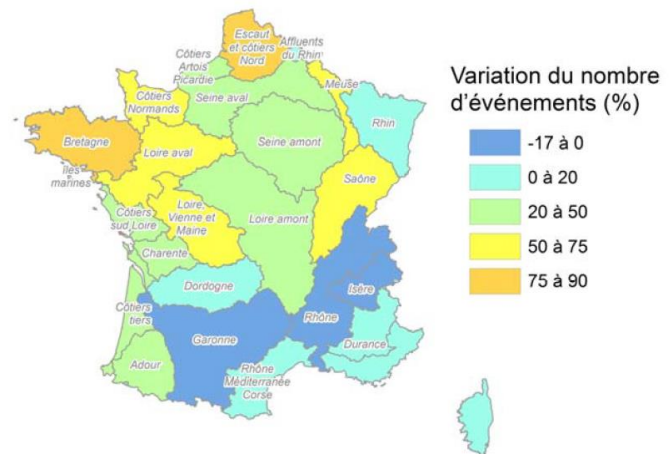 Escaut
et côtiers
Nord
Affluents
du Rhin
Côtiers
Artois
Picardie
Meuse
Côtiers
Normands
Seine aval
Rhin
Bretagne
Loire aval
Seine amont
îles
marines
Saône
Loire,
Vienne et
Maine
Loire amont
Côtiers
sud Loire
Charente
Dordogne
Isère
Côtiers
tiers
Rhône
Garonne
Durance
Adour
Rhône
Méditerranée
Corse
Variation du nombre
d'événements (%)
-17 à 0
0 à 20
20 à 50
50 à 75
75 à 90